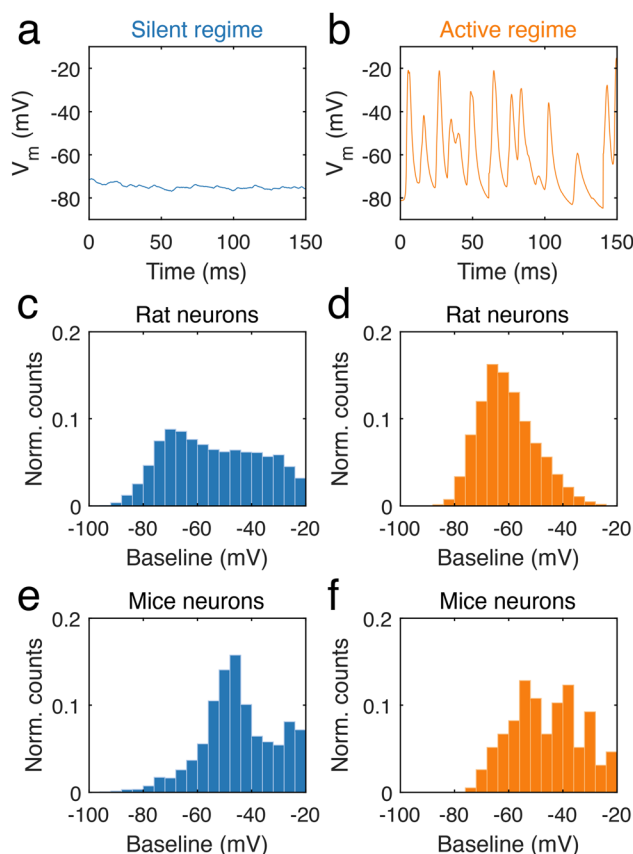 a Silent regime
b Active regime
-20
-40
-60
-80
Vm (mV)
0 50 100 150
Time (ms)
-20
-40
-60
-80
Vm (mV)
0 50 100 150
Time (ms)
c Rat neurons
d Rat neurons
0.2
0.1
0
Norm. counts
-100 -80 -60 -40 -20
Baseline (mV)
0.2
0.1
0
Norm. counts
-100 -80 -60 -40 -20
Baseline (mV)
e Mice neurons
f Mice neurons
0.2
0.1
0
Norm. counts
-100 -80 -60 -40 -20
Baseline (mV)
0.2
0.1
0
Norm. counts
-100 -80 -60 -40 -20
Baseline (mV)